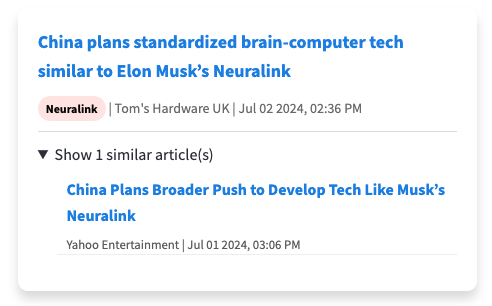 China plans standardized brain-computer tech
similar to Elon Musk’s Neuralink
Neuralink | Tom's Hardware UK | Jul 02 2024, 02:36 PM
▼ Show 1 similar article(s)
China Plans Broader Push to Develop Tech Like Musk’s
Neuralink
Yahoo Entertainment | Jul 01 2024, 03:06 PM